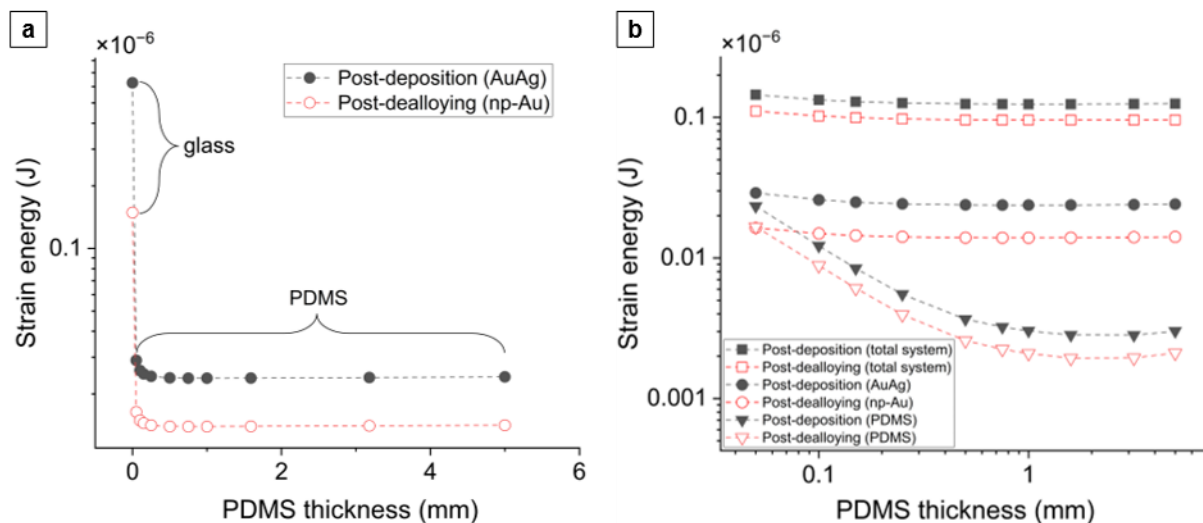 a
×10⁻⁶
Strain energy (J)
0.1
Post-deposition (AuAg)
Post-dealloying (np-Au)
glass
PDMS
0 2 4 6
PDMS thickness (mm)
b
×10⁻⁶
Strain energy (J)
0.1
0.01
0.001
Post-deposition (total system)
Post-dealloying (total system)
Post-deposition (AuAg)
Post-dealloying (np-Au)
Post-deposition (PDMS)
Post-dealloying (PDMS)
0.1 1
PDMS thickness (mm)